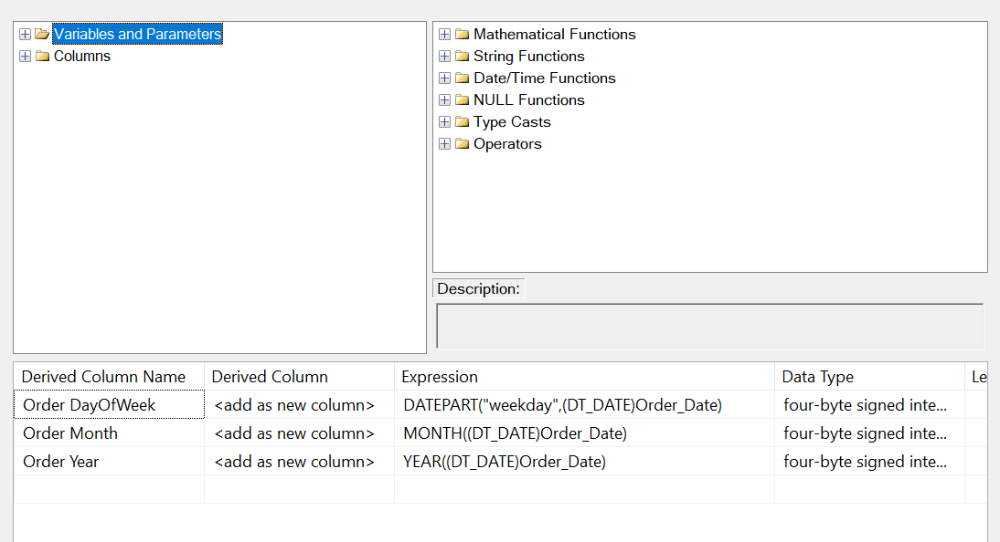 Variables and Parameters
Columns
Mathematical Functions
String Functions
Date/Time Functions
NULL Functions
Type Casts
Operators
Description:
Derived Column Name Derived Column Expression Data Type Le
Order DayOfWeek <add as new column> DATEPART("weekday",(DT_DATE)Order_Date) four-byte signed inte...
Order Month <add as new column> MONTH((DT_DATE)Order_Date) four-byte signed inte...
Order Year <add as new column> YEAR((DT_DATE)Order_Date) four-byte signed inte...